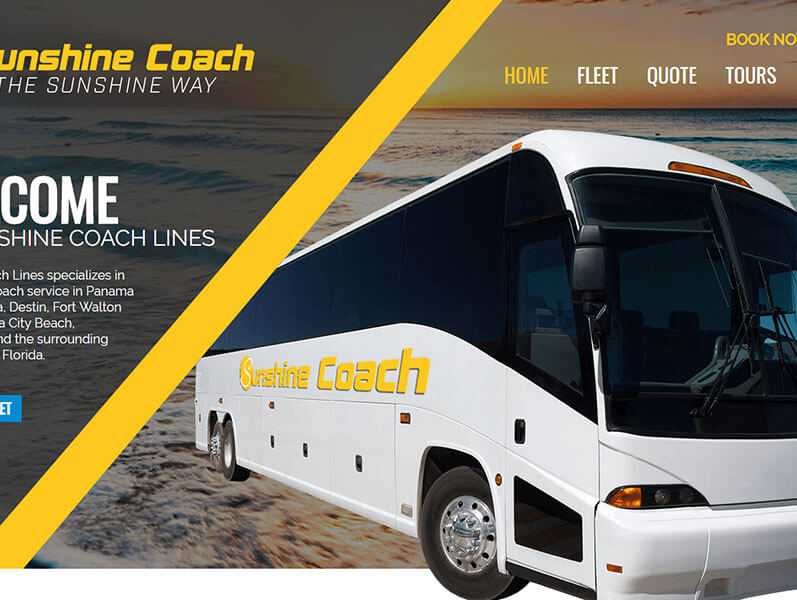 unshine Coach
BOOK NO
THE SUNSHINE WAY
HOME FLEET QUOTE TOURS
COME
SHINE COACH LINES
ch Lines specializes in
oach service in Panama
a, Destin, Fort Walton
a City Beach,
nd the surrounding
Florida.
ET
Sunshine Coach